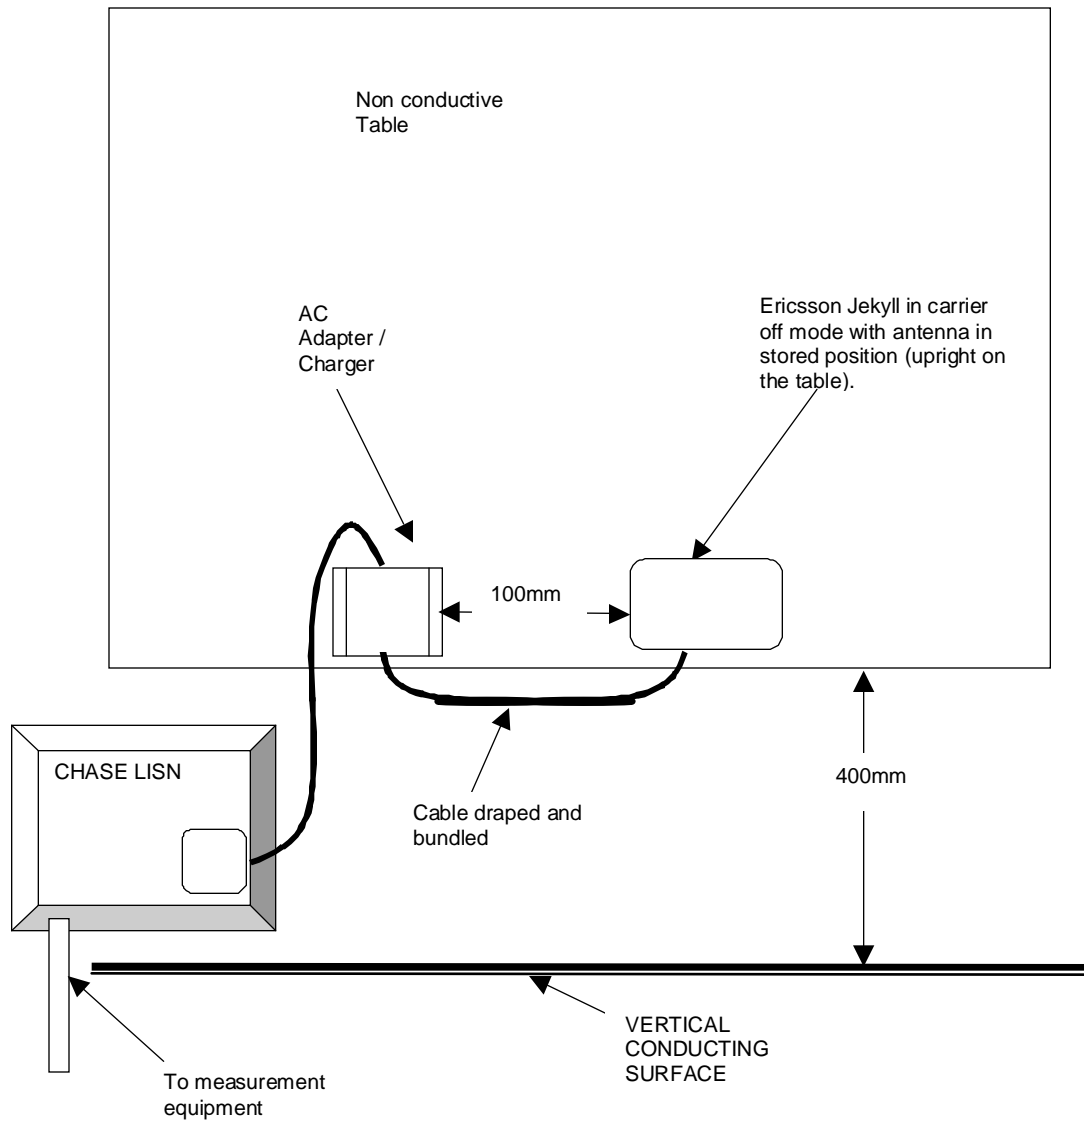 Non conductive
Table
AC
Adapter /
Charger
Ericsson Jekyll in carrier
off mode with antenna in
stored position (upright on
the table).
100mm
CHASE LISN
400mm
Cable draped and
bundled
VERTICAL
CONDUCTING
SURFACE
To measurement
equipment